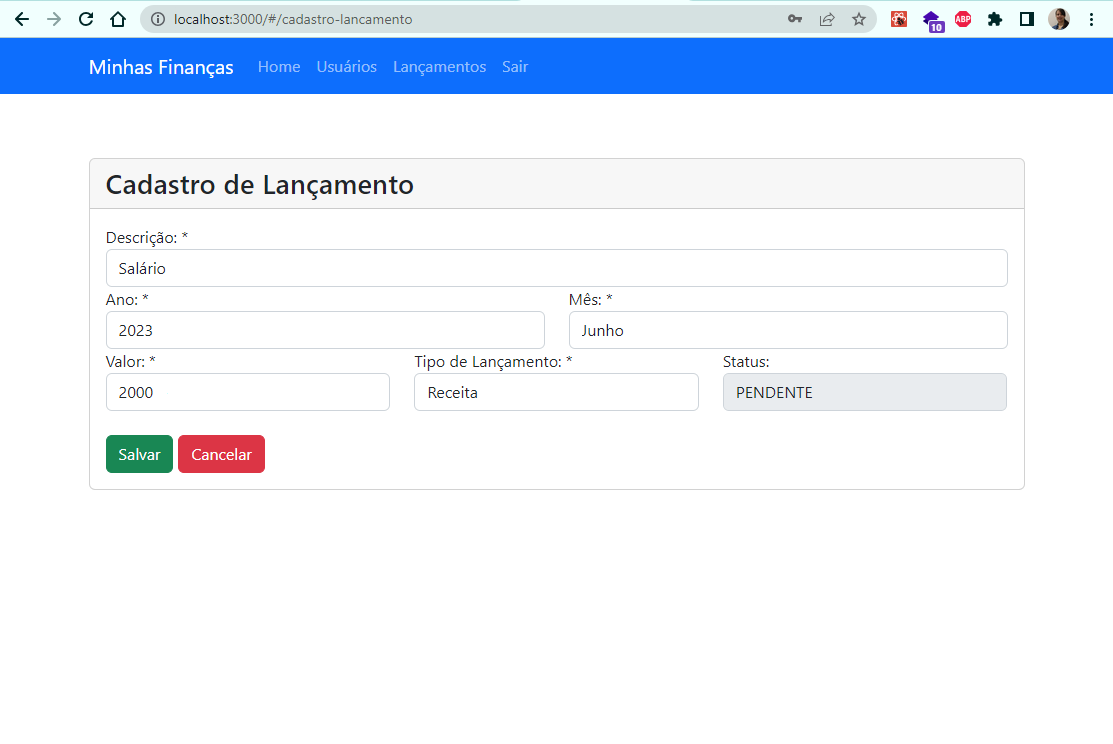 localhost:3000/#/cadastro-lancamento
10
ABP
Minhas Finanças Home Usuários Lançamentos Sair
Cadastro de Lançamento
Descrição: *
Salário
Ano: * Mês: *
2023 Junho
Valor: * Tipo de Lançamento: * Status:
2000 Receita PENDENTE
Salvar Cancelar